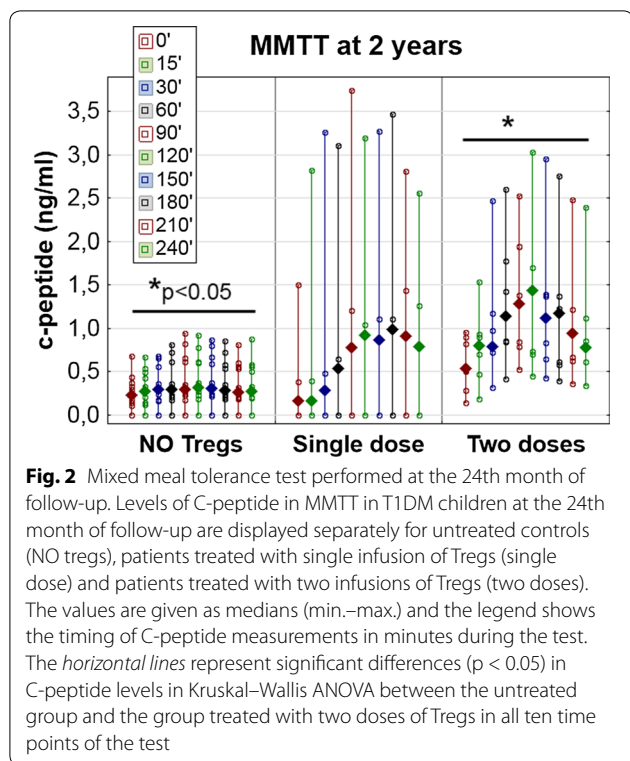 MMTT at 2 years
0'
15'
30'
60'
90'
120'
150'
180'
210'
240'
c-peptide (ng/ml)
3,5
3,0
2,5
2,0
1,5
1,0
0,5
0,0
*p<0.05
*
NO Tregs Single dose Two doses
Fig. 2 Mixed meal tolerance test performed at the 24th month of
follow-up. Levels of C-peptide in MMTT in T1DM children at the 24th
month of follow-up are displayed separately for untreated controls
(NO tregs), patients treated with single infusion of Tregs (single
dose) and patients treated with two infusions of Tregs (two doses).
The values are given as medians (min.–max.) and the legend shows
the timing of C-peptide measurements in minutes during the test.
The horizontal lines represent significant differences (p < 0.05) in
C-peptide levels in Kruskal–Wallis ANOVA between the untreated
group and the group treated with two doses of Tregs in all ten time
points of the test